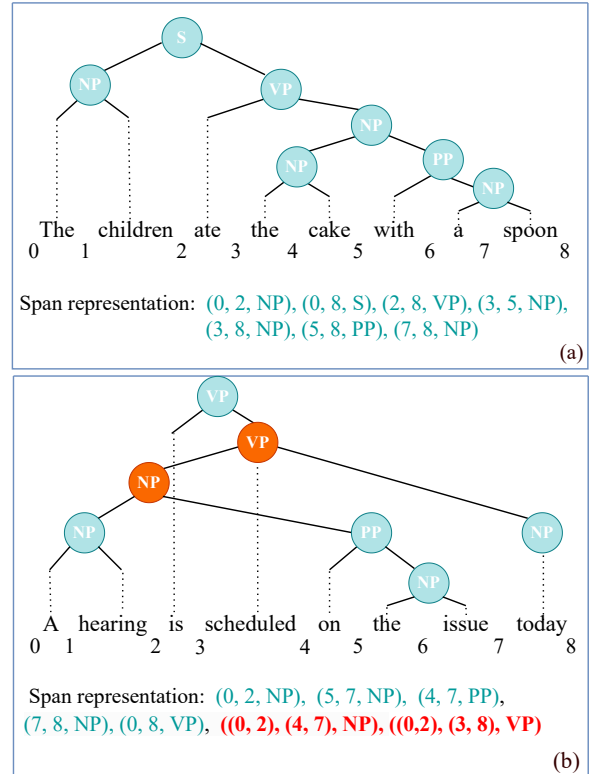 S
NP
VP
NP
NP
PP
NP
The children ate the cake with a spoon
0 1 2 3 4 5 6 7 8
Span representation: (0, 2, NP), (0, 8, S), (2, 8, VP), (3, 5, NP),
(3, 8, NP), (5, 8, PP), (7, 8, NP)
(a)
VP
VP
NP
NP
PP
NP
NP
A hearing is scheduled on the issue today
0 1 2 3 4 5 6 7 8
Span representation: (0, 2, NP), (5, 7, NP), (4, 7, PP),
(7, 8, NP), (0, 8, VP), ((0, 2), (4, 7), NP), ((0,2), (3, 8), VP)
(b)